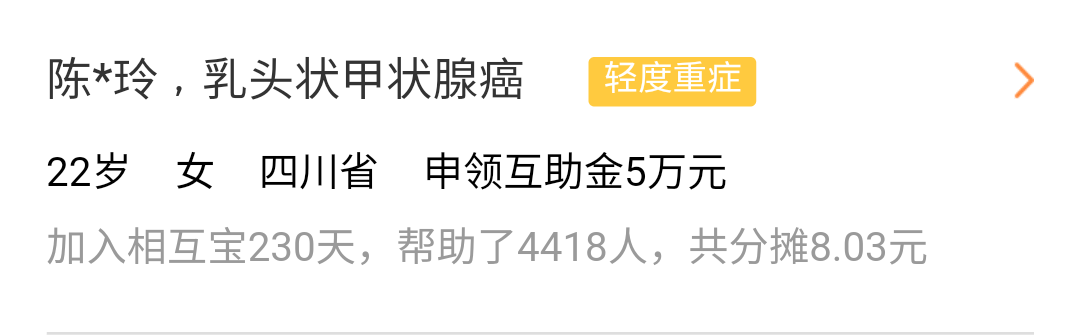 陈*玲，乳头状甲状腺癌 轻度重症
22岁 女 四川省 申领互助金5万元
加入相互宝230天，帮助了4418人，共分摊8.03元